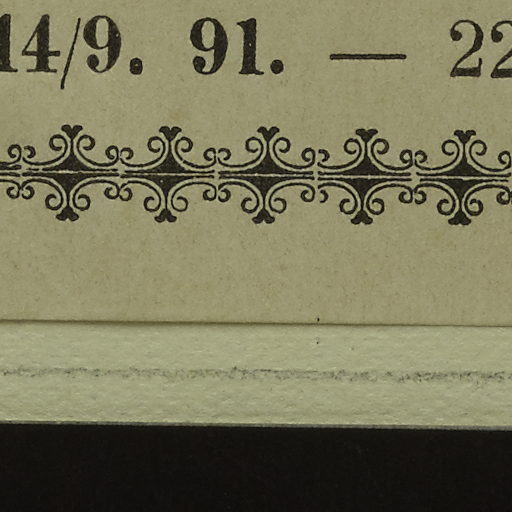 14/9. 91. — 22